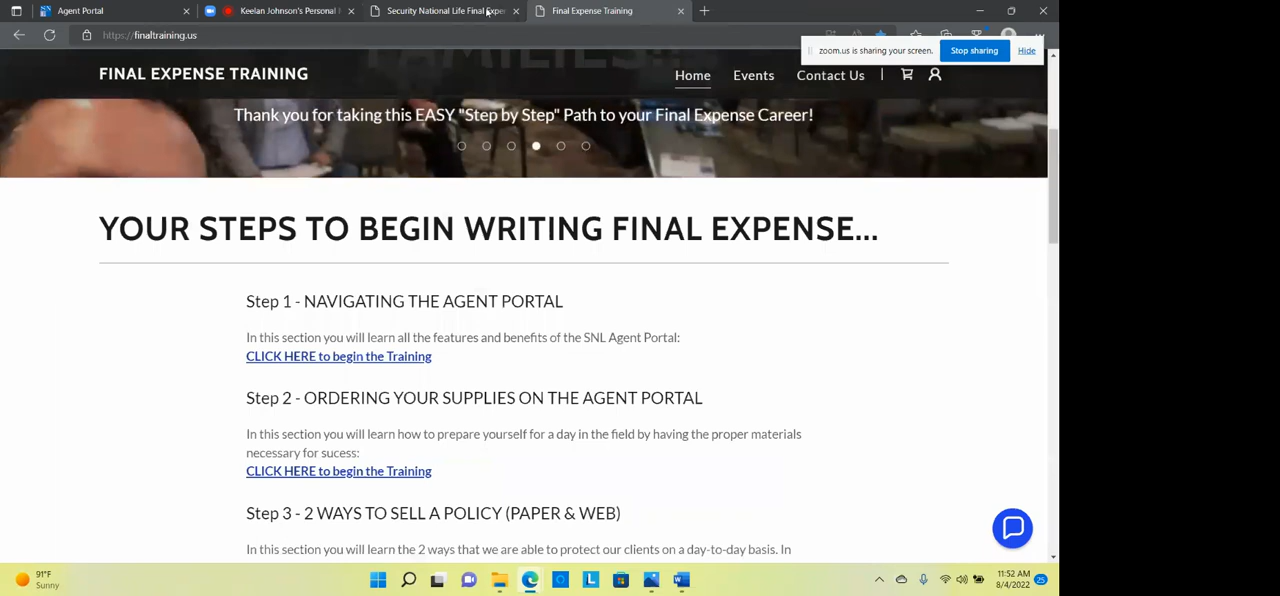 Agent Portal
Keelan Johnson's Personal
Security National Life Final Expe
Final Expense Training
https://finaltraining.us
zoom.us is sharing your screen.
Stop sharing
Hide
FINAL EXPENSE TRAINING
Home
Events
Contact Us
Thank you for taking this EASY "Step by Step" Path to your Final Expense Career!
YOUR STEPS TO BEGIN WRITING FINAL EXPENSE...
Step 1 - NAVIGATING THE AGENT PORTAL
In this section you will learn all the features and benefits of the SNL Agent Portal:
CLICK HERE to begin the Training
Step 2 - ORDERING YOUR SUPPLIES ON THE AGENT PORTAL
In this section you will learn how to prepare yourself for a day in the field by having the proper materials
necessary for sucess:
CLICK HERE to begin the Training
Step 3 - 2 WAYS TO SELL A POLICY (PAPER & WEB)
In this section you will learn the 2 ways that we are able to protect our clients on a day-to-day basis. In
91°F
Sunny
11:52 AM
8/4/2022
25